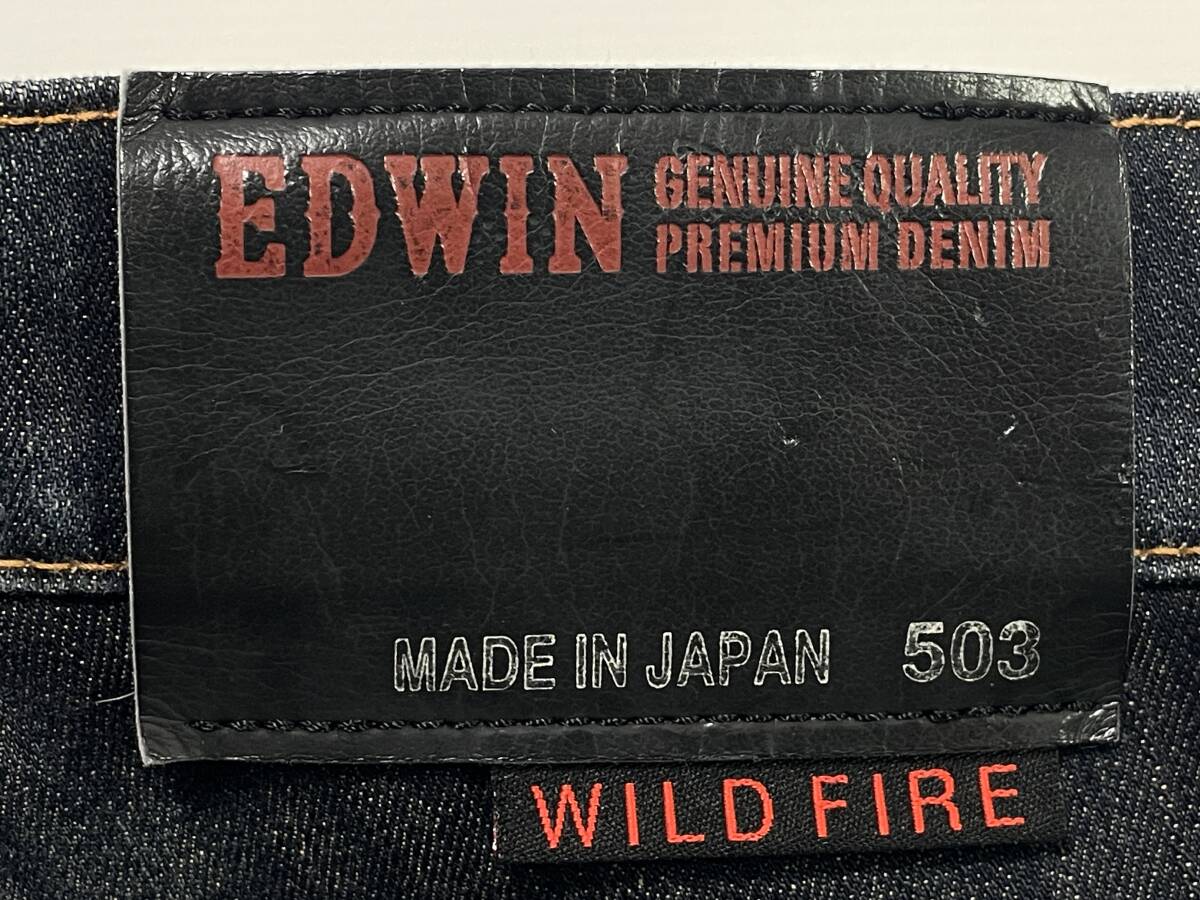 EDWIN GENUINE QUALITY
PREMIUM DENIM
MADE IN JAPAN 503
WILD FIRE